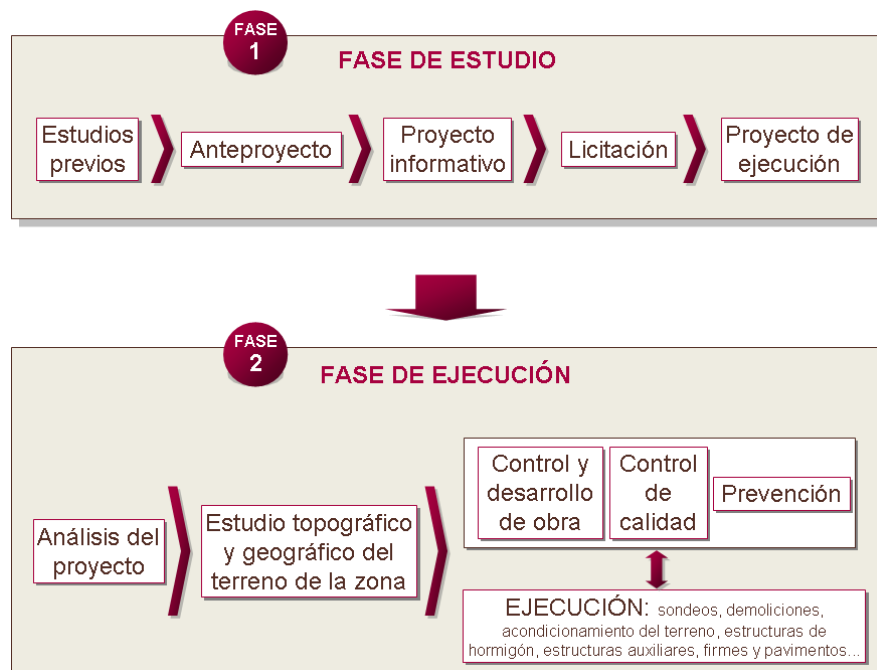 FASE
1
FASE DE ESTUDIO
Estudios
previos
Anteproyecto
Proyecto
informativo
Licitación
Proyecto de
ejecución
FASE
2
FASE DE EJECUCIÓN
Análisis del
proyecto
Estudio topográfico
y geográfico del
terreno de la zona
Control y
desarrollo
de obra
Control
de
calidad
Prevención
EJECUCIÓN: sondeos, demoliciones,
acondicionamiento del terreno, estructuras de
hormigón, estructuras auxiliares, firmes y pavimentos...